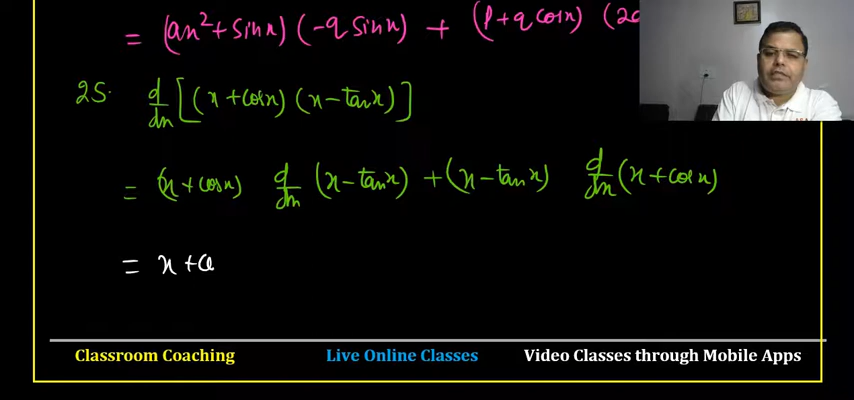 = (ax² + sinx) (-q sinx) + (p + q cosx) (2a
25. d/dx [(x + cosx) (x - tanx)]
= (x + cosx) d/dx (x - tanx) + (x - tanx) d/dx (x + cosx)
= x + c
Classroom Coaching Live Online Classes Video Classes through Mobile Apps